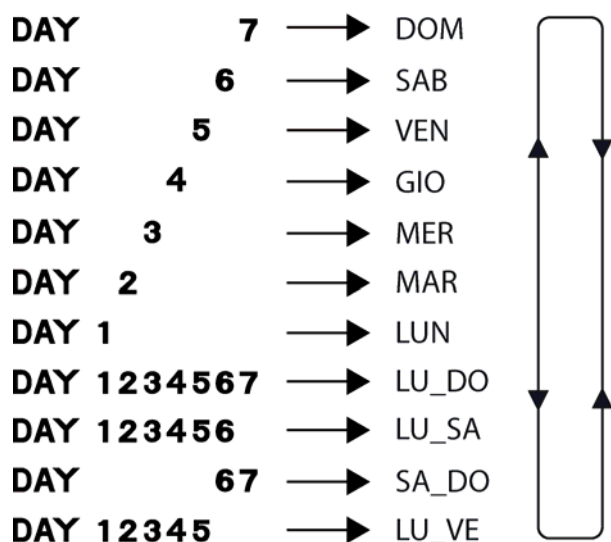 DAY 7 DOM
DAY 6 SAB
DAY 5 VEN
DAY 4 GIO
DAY 3 MER
DAY 2 MAR
DAY 1 LUN
DAY 1234567 LU_DO
DAY 123456 LU_SA
DAY 67 SA_DO
DAY 12345 LU_VE